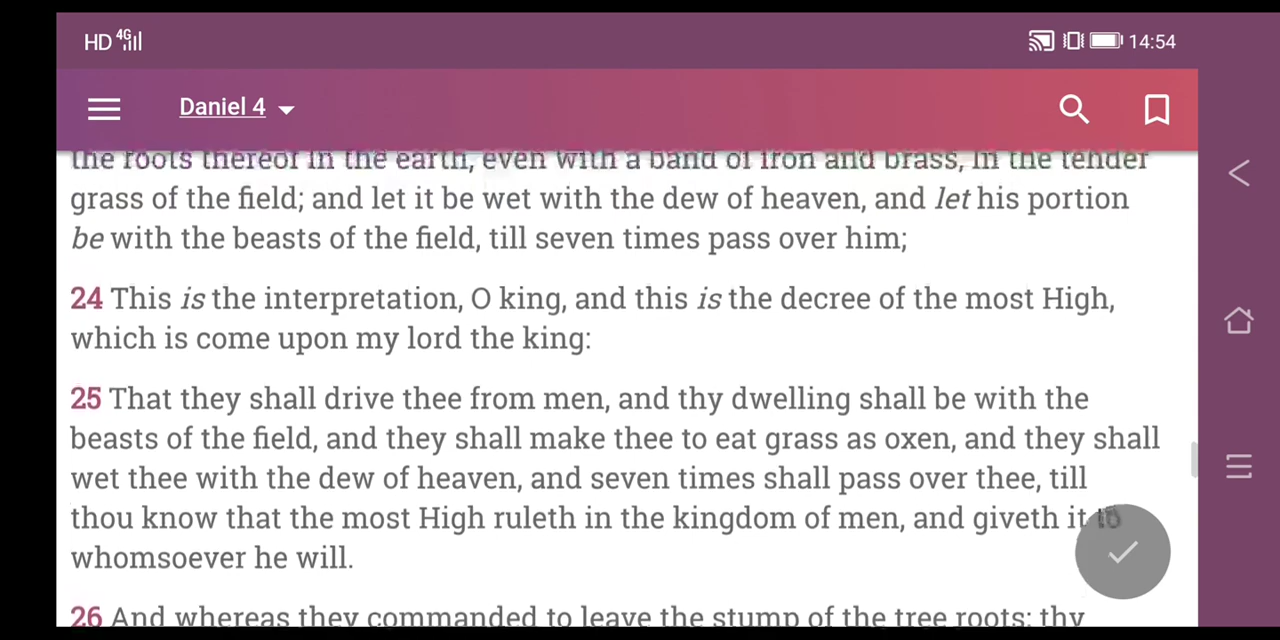 HD 4G 14:54
Daniel 4
the roots thereof in the earth, even with a band of iron and brass, in the tender
grass of the field; and let it be wet with the dew of heaven, and let his portion
be with the beasts of the field, till seven times pass over him;
24 This is the interpretation, O king, and this is the decree of the most High,
which is come upon my lord the king:
25 That they shall drive thee from men, and thy dwelling shall be with the
beasts of the field, and they shall make thee to eat grass as oxen, and they shall
wet thee with the dew of heaven, and seven times shall pass over thee, till
thou know that the most High ruleth in the kingdom of men, and giveth it to
whomsoever he will.
26 And whereas they commanded to leave the stump of the tree roots; thy